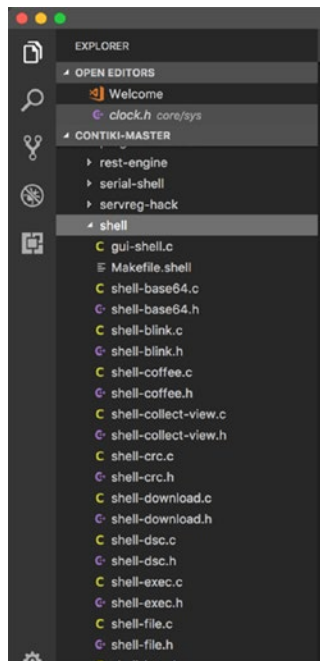 EXPLORER
OPEN EDITORS
Welcome
clock.h core/sys
CONTIKI-MASTER
rest-engine
serial-shell
servreg-hack
shell
C gui-shell.c
Makefile.shell
C shell-base64.c
C shell-base64.h
C shell-blink.c
C shell-blink.h
C shell-coffee.c
C shell-coffee.h
C shell-collect-view.c
C shell-collect-view.h
C shell-crc.c
C shell-crc.h
C shell-download.c
C shell-download.h
C shell-dsc.c
C shell-dsc.h
C shell-exec.c
C shell-exec.h
C shell-file.c
C shell-file.h